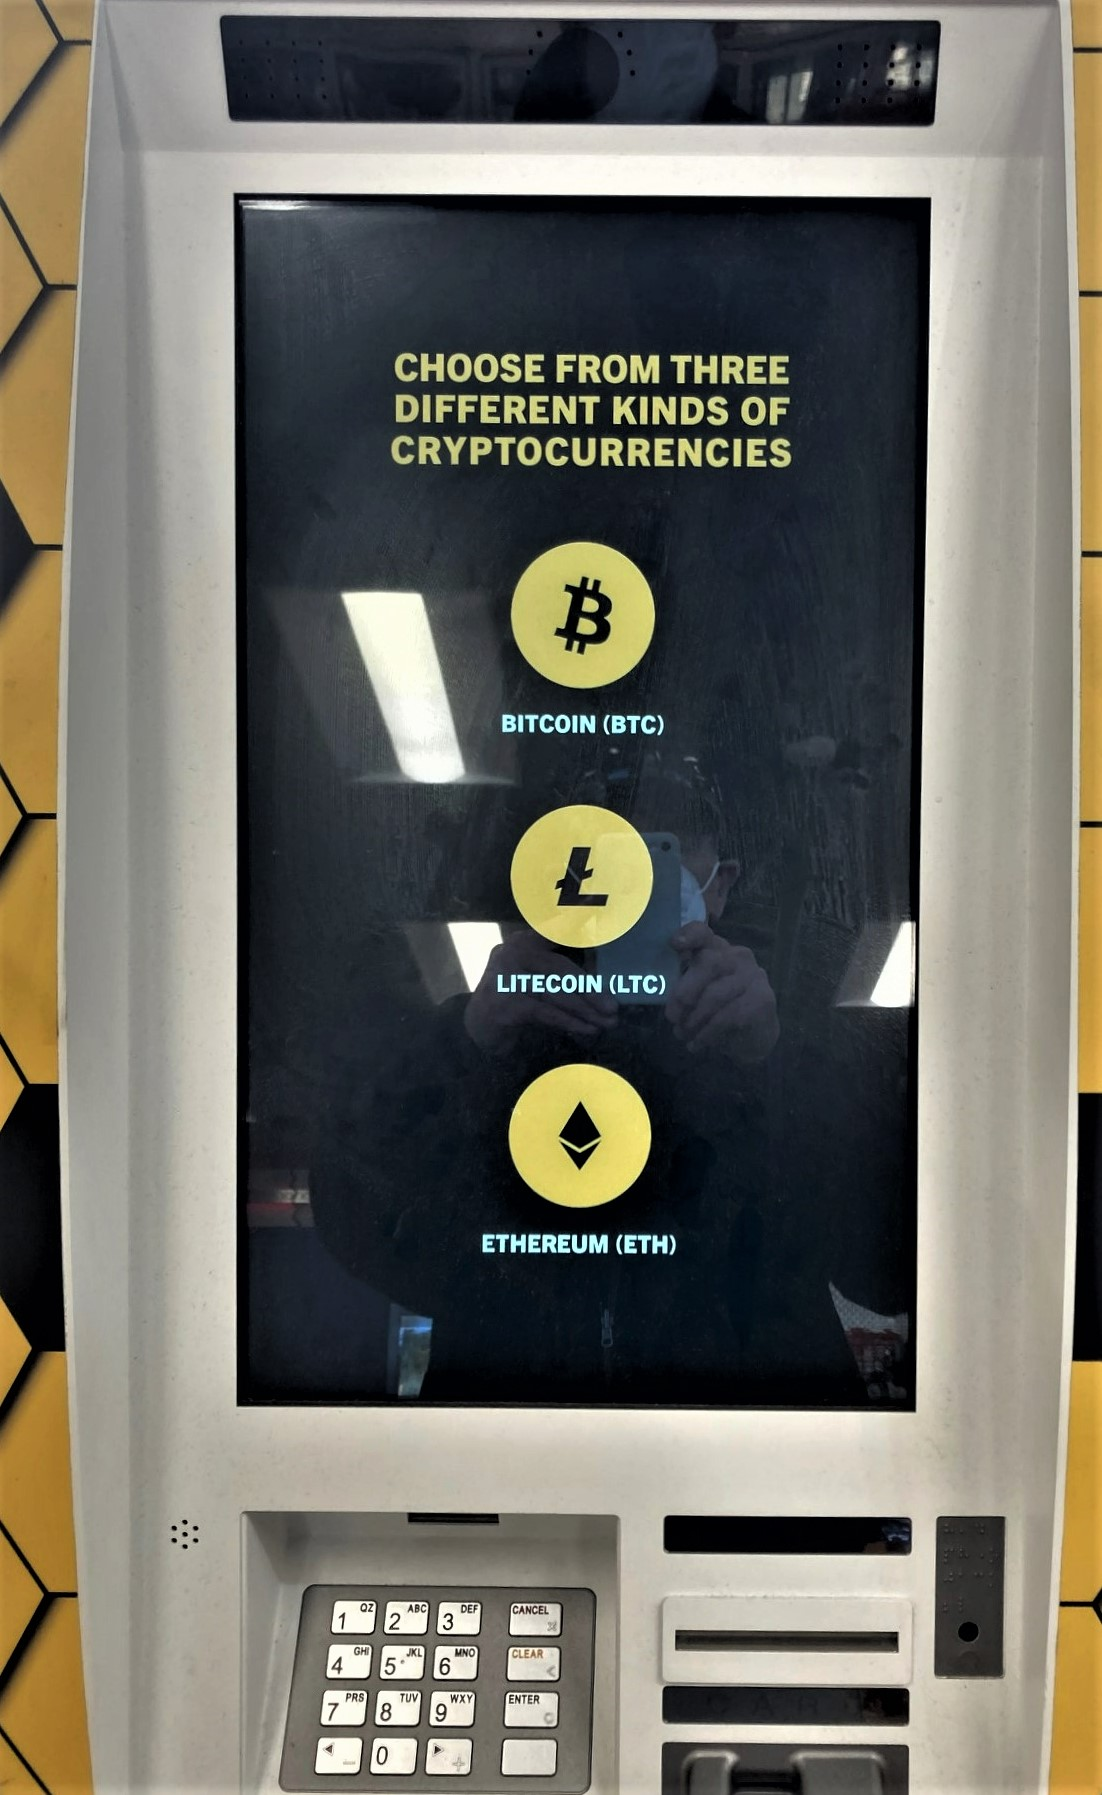 CHOOSE FROM THREE
DIFFERENT KINDS OF
CRYPTOCURRENCIES
BITCOIN (BTC)
LITECOIN (LTC)
ETHEREUM (ETH)
1 QZ 2 ABC 3 DEF CANCEL
4 GHI 5 JKL 6 MNO CLEAR
7 PRS 8 TUV 9 WXY ENTER
0